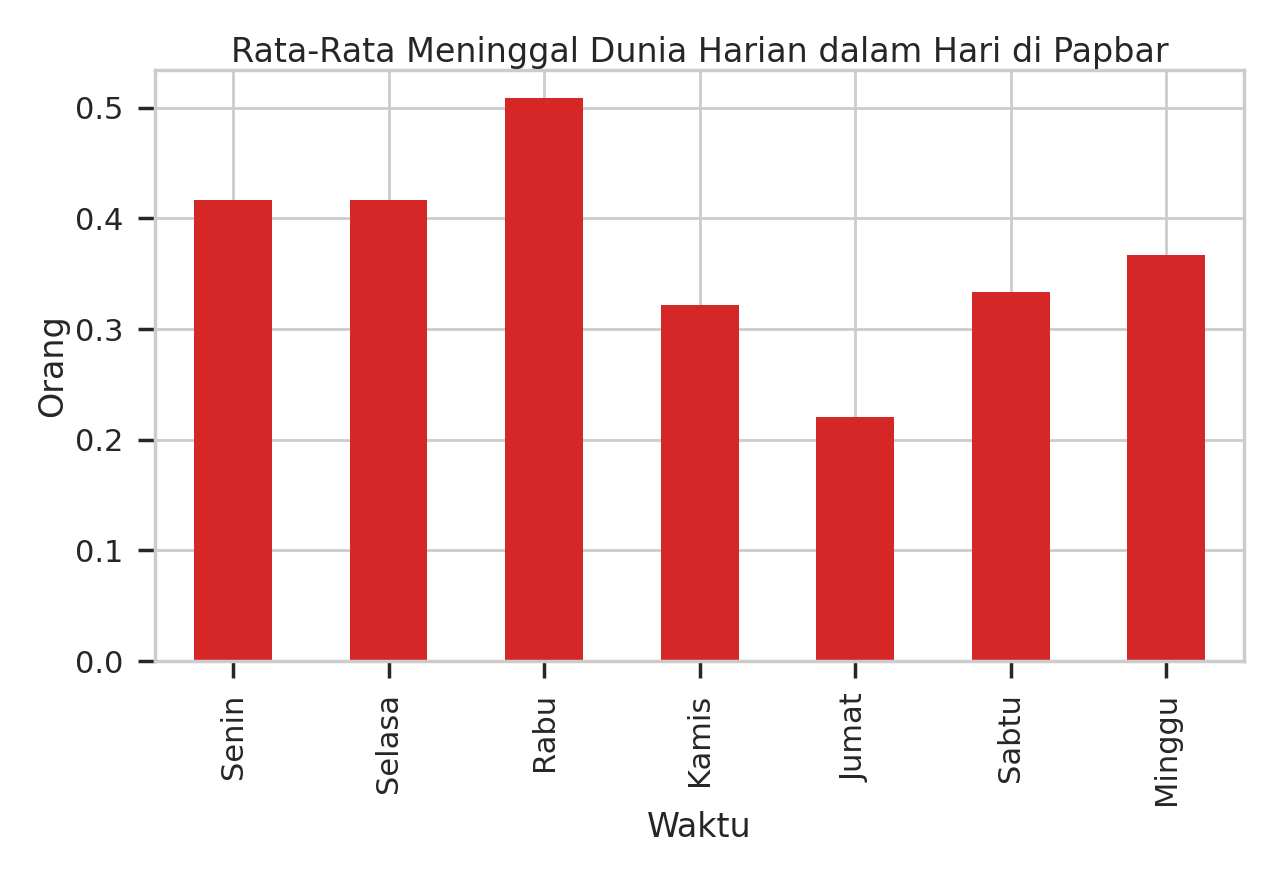 Rata-Rata Meninggal Dunia Harian dalam Hari di Papbar
Orang
0.5
0.4
0.3
0.2
0.1
0.0
Senin
Selasa
Rabu
Kamis
Jumat
Sabtu
Minggu
Waktu